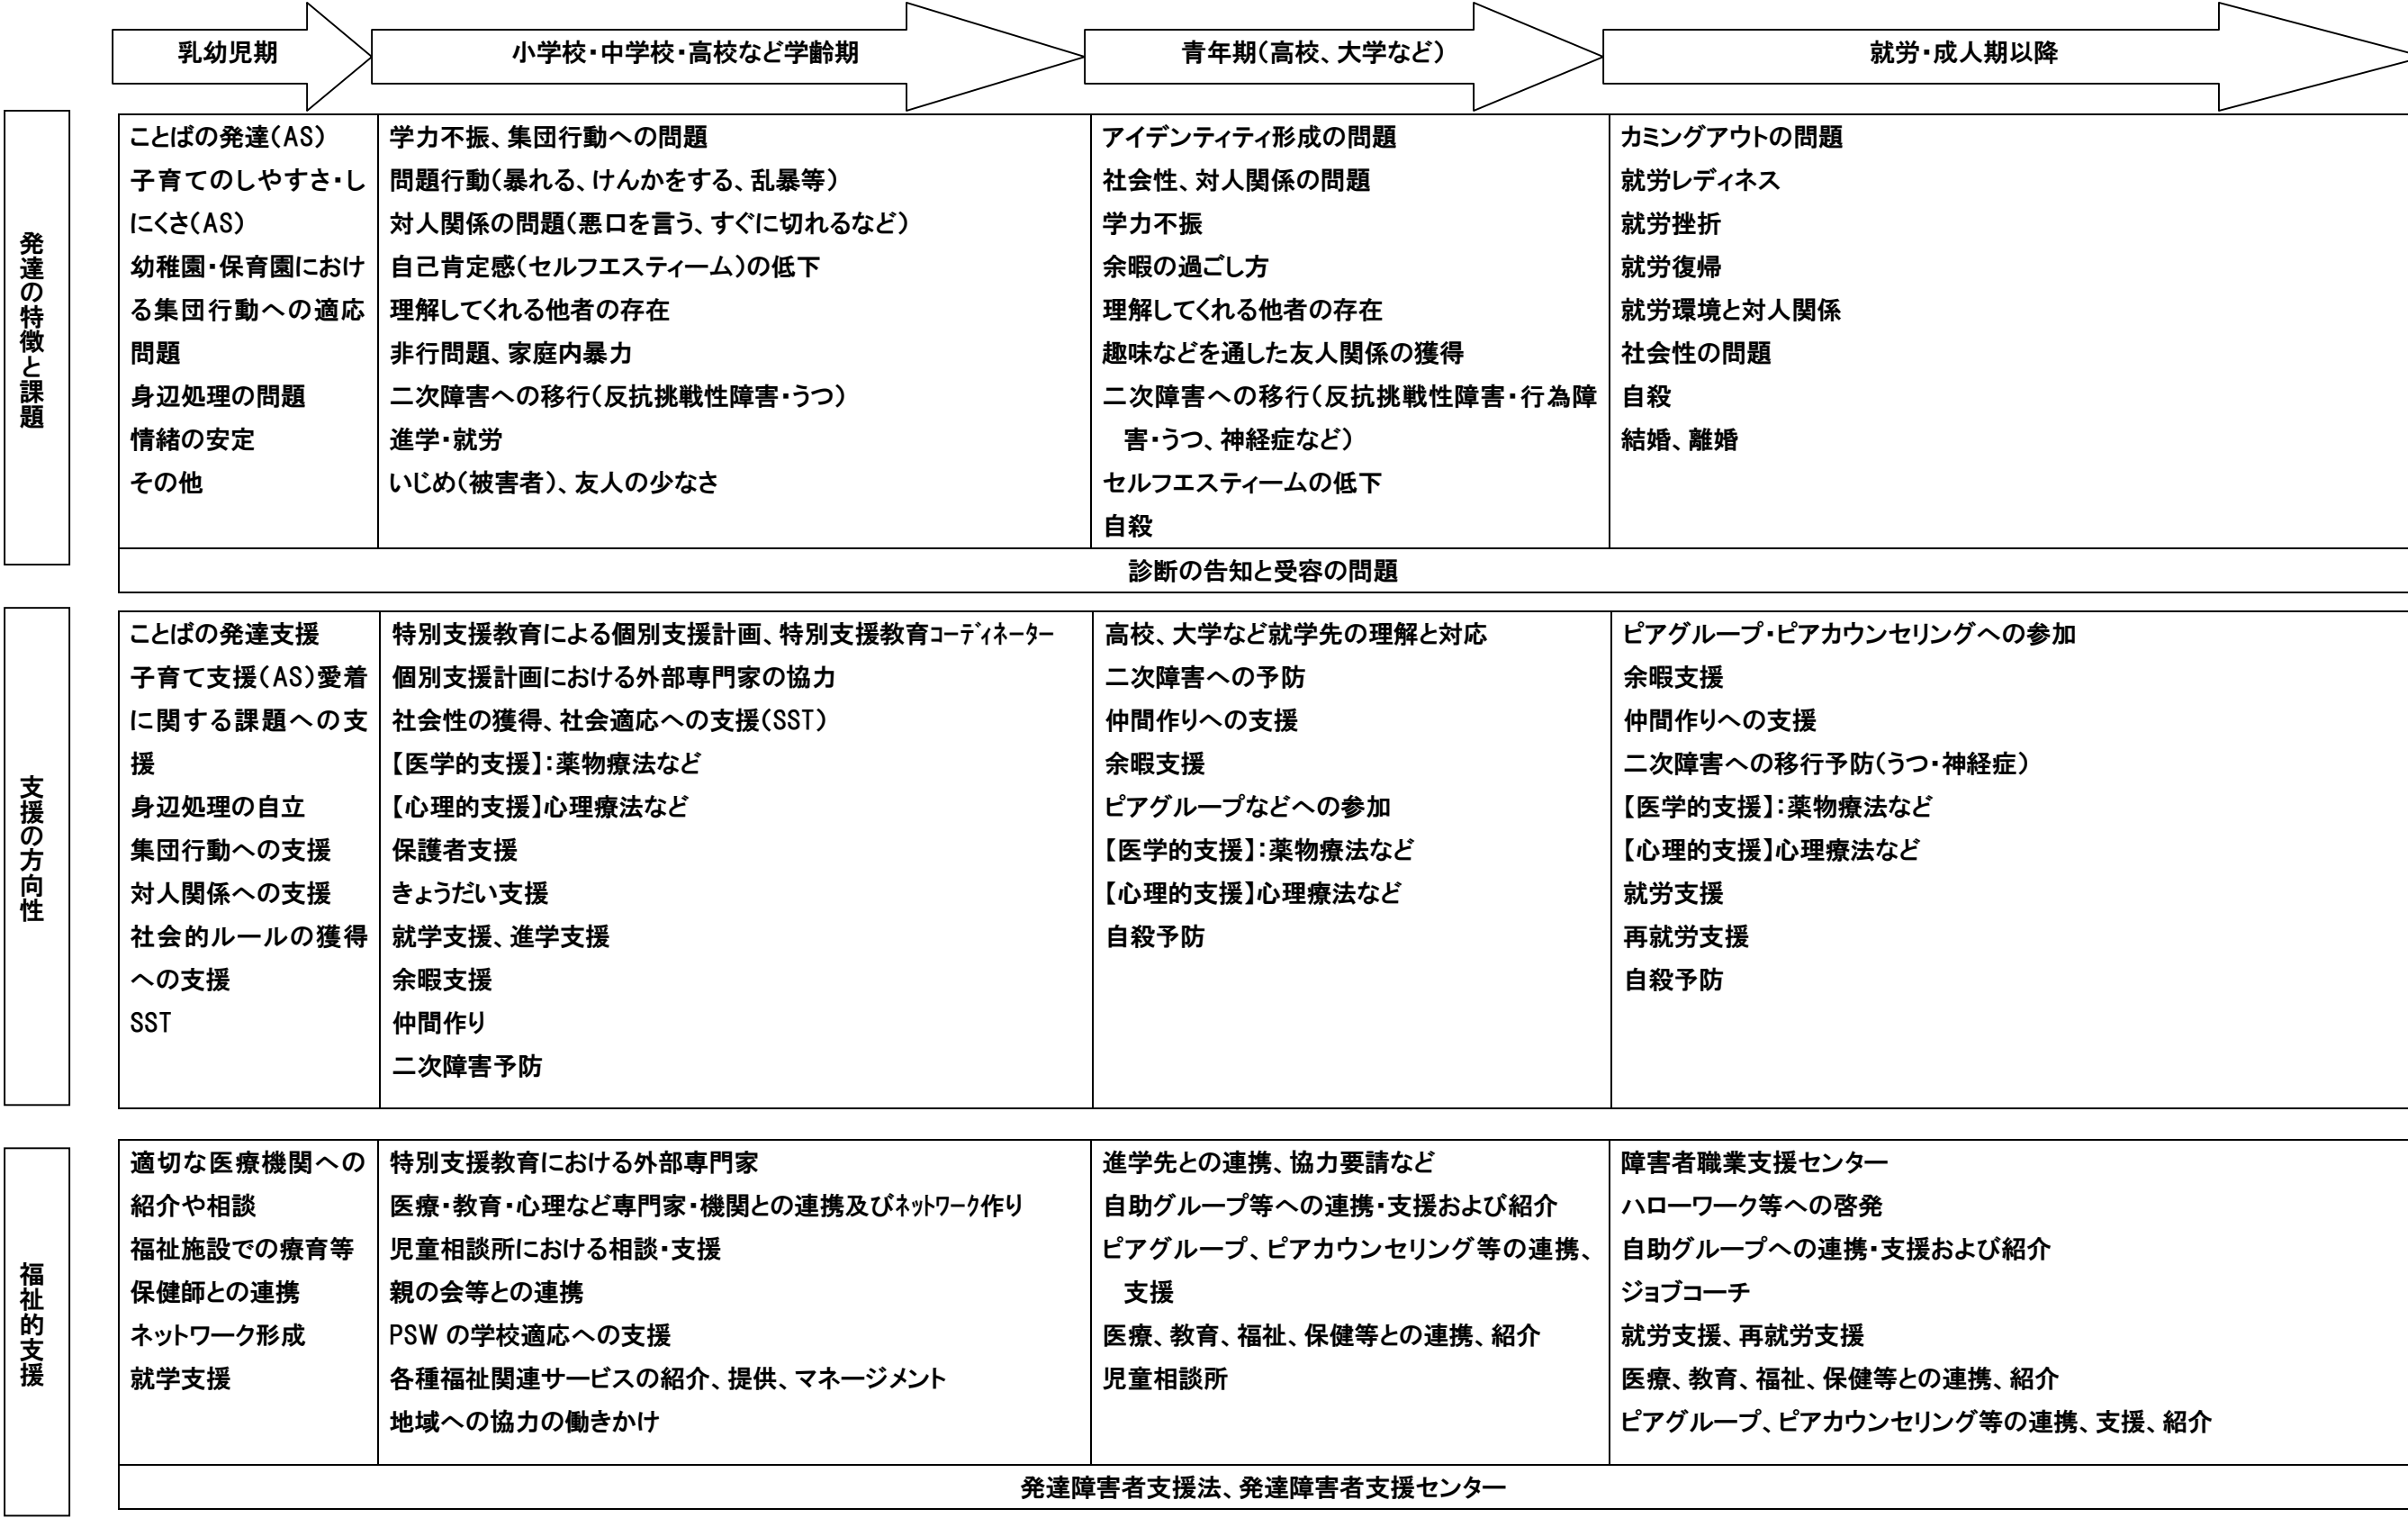 乳幼児期
小学校・中学校・高校など学齢期
青年期(高校、大学など)
就労・成人期以降
発達の特徴と課題
ことばの発達(AS)
子育てのしやすさ・し
にくさ(AS)
幼稚園・保育園におけ
る集団行動への適応
問題
身辺処理の問題
情緒の安定
その他
学力不振、集団行動への問題
問題行動(暴れる、けんかをする、乱暴等)
対人関係の問題(悪口を言う、すぐに切れるなど)
自己肯定感(セルフエスティーム)の低下
理解してくれる他者の存在
非行問題、家庭内暴力
二次障害への移行(反抗挑戦性障害・うつ)
進学・就労
いじめ(被害者)、友人の少なさ
アイデンティティ形成の問題
社会性、対人関係の問題
学力不振
余暇の過ごし方
理解してくれる他者の存在
趣味などを通した友人関係の獲得
二次障害への移行(反抗挑戦性障害・行為障
害・うつ、神経症など)
セルフエスティームの低下
自殺
カミングアウトの問題
就労レディネス
就労挫折
就労復帰
就労環境と対人関係
社会性の問題
自殺
結婚、離婚
診断の告知と受容の問題
支援の方向性
ことばの発達支援
子育て支援(AS)愛着
に関する課題への支
援
身辺処理の自立
集団行動への支援
対人関係への支援
社会的ルールの獲得
への支援
SST
特別支援教育による個別支援計画、特別支援教育ｺｰﾃﾞｨﾈｰﾀｰ
個別支援計画における外部専門家の協力
社会性の獲得、社会適応への支援(SST)
【医学的支援】:薬物療法など
【心理的支援】心理療法など
保護者支援
きょうだい支援
就学支援、進学支援
余暇支援
仲間作り
二次障害予防
高校、大学など就学先の理解と対応
二次障害への予防
仲間作りへの支援
余暇支援
ピアグループなどへの参加
【医学的支援】:薬物療法など
【心理的支援】心理療法など
自殺予防
ピアグループ・ピアカウンセリングへの参加
余暇支援
仲間作りへの支援
二次障害への移行予防(うつ・神経症)
【医学的支援】:薬物療法など
【心理的支援】心理療法など
就労支援
再就労支援
自殺予防
福祉的支援
適切な医療機関への
紹介や相談
福祉施設での療育等
保健師との連携
ネットワーク形成
就学支援
特別支援教育における外部専門家
医療・教育・心理など専門家・機関との連携及びﾈｯﾄﾜｰｸ作り
児童相談所における相談・支援
親の会等との連携
PSW の学校適応への支援
各種福祉関連サービスの紹介、提供、マネージメント
地域への協力の働きかけ
進学先との連携、協力要請など
自助グループ等への連携・支援および紹介
ピアグループ、ピアカウンセリング等の連携、
支援
医療、教育、福祉、保健等との連携、紹介
児童相談所
障害者職業支援センター
ハローワーク等への啓発
自助グループへの連携・支援および紹介
ジョブコーチ
就労支援、再就労支援
医療、教育、福祉、保健等との連携、紹介
ピアグループ、ピアカウンセリング等の連携、支援、紹介
発達障害者支援法、発達障害者支援センター